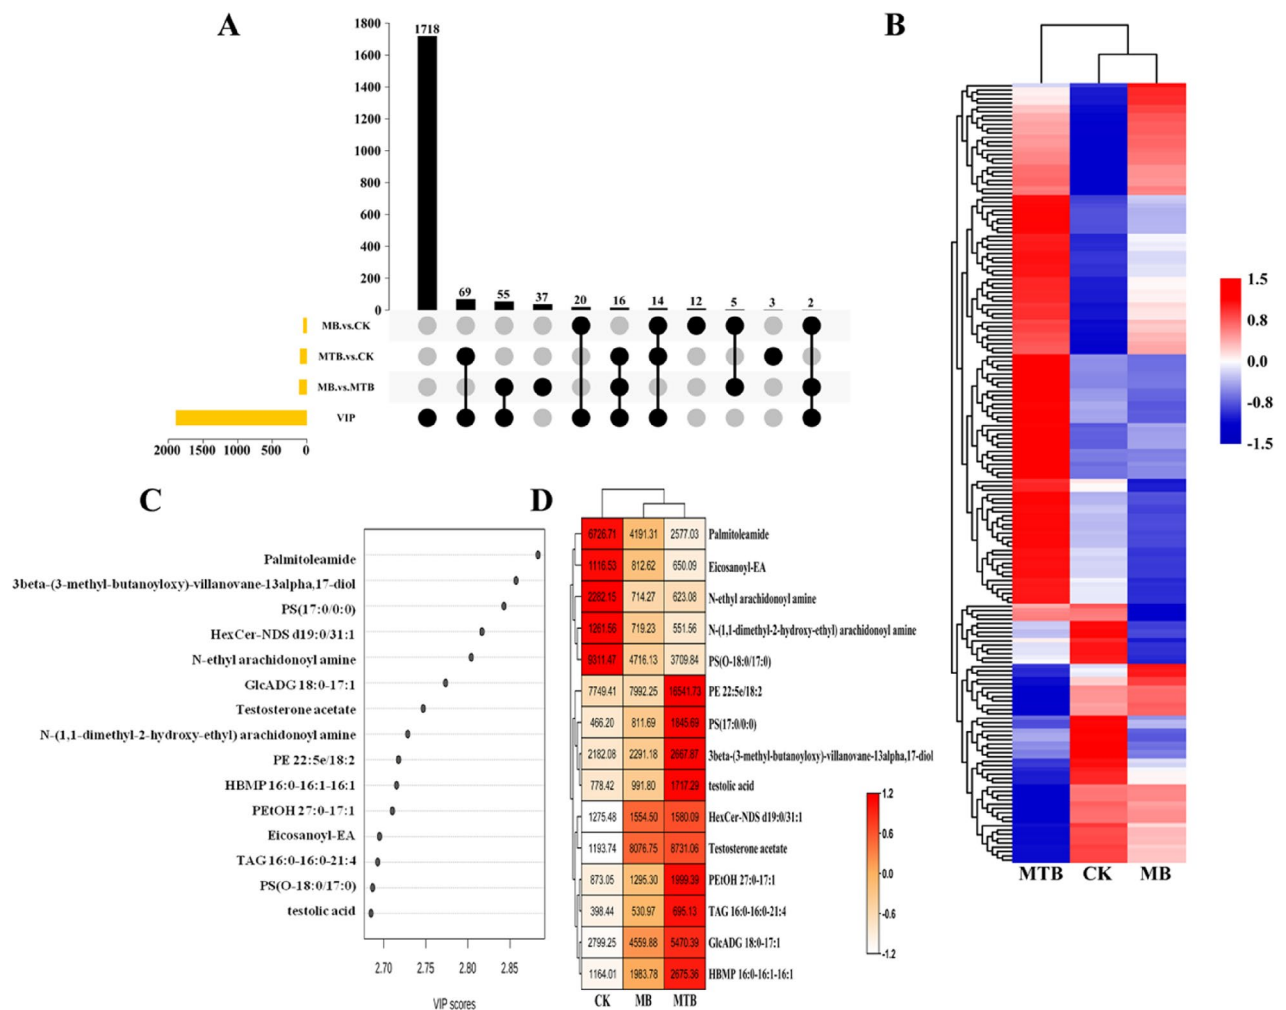 A
1800
1600
1400
1200
1000
800
600
400
200
0
1718
69
55
37
20
16
14
12
5
3
2
MB.vs.CK
MTB.vs.CK
MB.vs.MTB
VIP
2000 1500 1000 500 0
B
1.5
0.8
0.0
-0.8
-1.5
MTB CK MB
C
Palmitoleamide
3beta-(3-methyl-butanoyloxy)-villanovane-13alpha,17-diol
PS(17:0/0:0)
HexCer-NDS d19:0/31:1
N-ethyl arachidonoyl amine
GlcADG 18:0-17:1
Testosterone acetate
N-(1,1-dimethyl-2-hydroxy-ethyl) arachidonoyl amine
PE 22:5e/18:2
HBMP 16:0-16:1-16:1
PEtOH 27:0-17:1
Eicosanoyl-EA
TAG 16:0-16:0-21:4
PS(O-18:0/17:0)
testolic acid
2.70 2.75 2.80 2.85
VIP scores
D
6726.71 4191.31 2577.03 Palmitoleamide
1116.53 812.62 650.09 Eicosanoyl-EA
2282.15 714.27 623.08 N-ethyl arachidonoyl amine
1261.56 719.23 551.56 N-(1,1-dimethyl-2-hydroxy-ethyl) arachidonoyl amine
9311.47 4716.13 3709.84 PS(O-18:0/17:0)
7749.41 7992.25 16541.73 PE 22:5e/18:2
466.20 811.69 1845.69 PS(17:0/0:0)
2182.08 2291.18 2667.87 3beta-(3-methyl-butanoyloxy)-villanovane-13alpha,17-diol
778.42 991.80 1717.29 testolic acid
1275.48 1554.50 1580.09 HexCer-NDS d19:0/31:1
1193.74 8076.75 8731.06 Testosterone acetate
873.05 1295.30 1999.39 PEtOH 27:0-17:1
398.44 530.97 695.13 TAG 16:0-16:0-21:4
2799.25 4559.88 5470.39 GlcADG 18:0-17:1
1164.01 1983.78 2675.36 HBMP 16:0-16:1-16:1
CK MB MTB
1.2
0.6
0.0
-0.6
-1.2